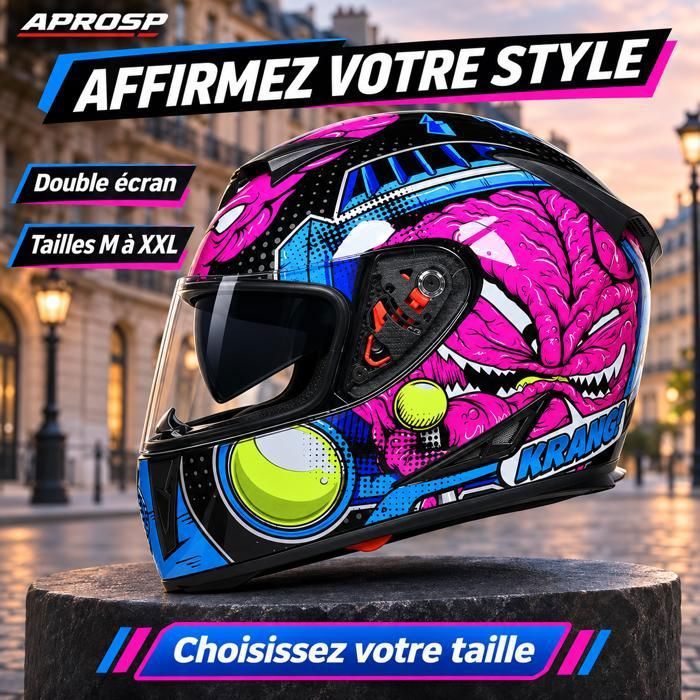 APROSP
AFFIRMEZ VOTRE STYLE
Double écran
Tailles M à XXL
KRANG!
Choisissez votre taille